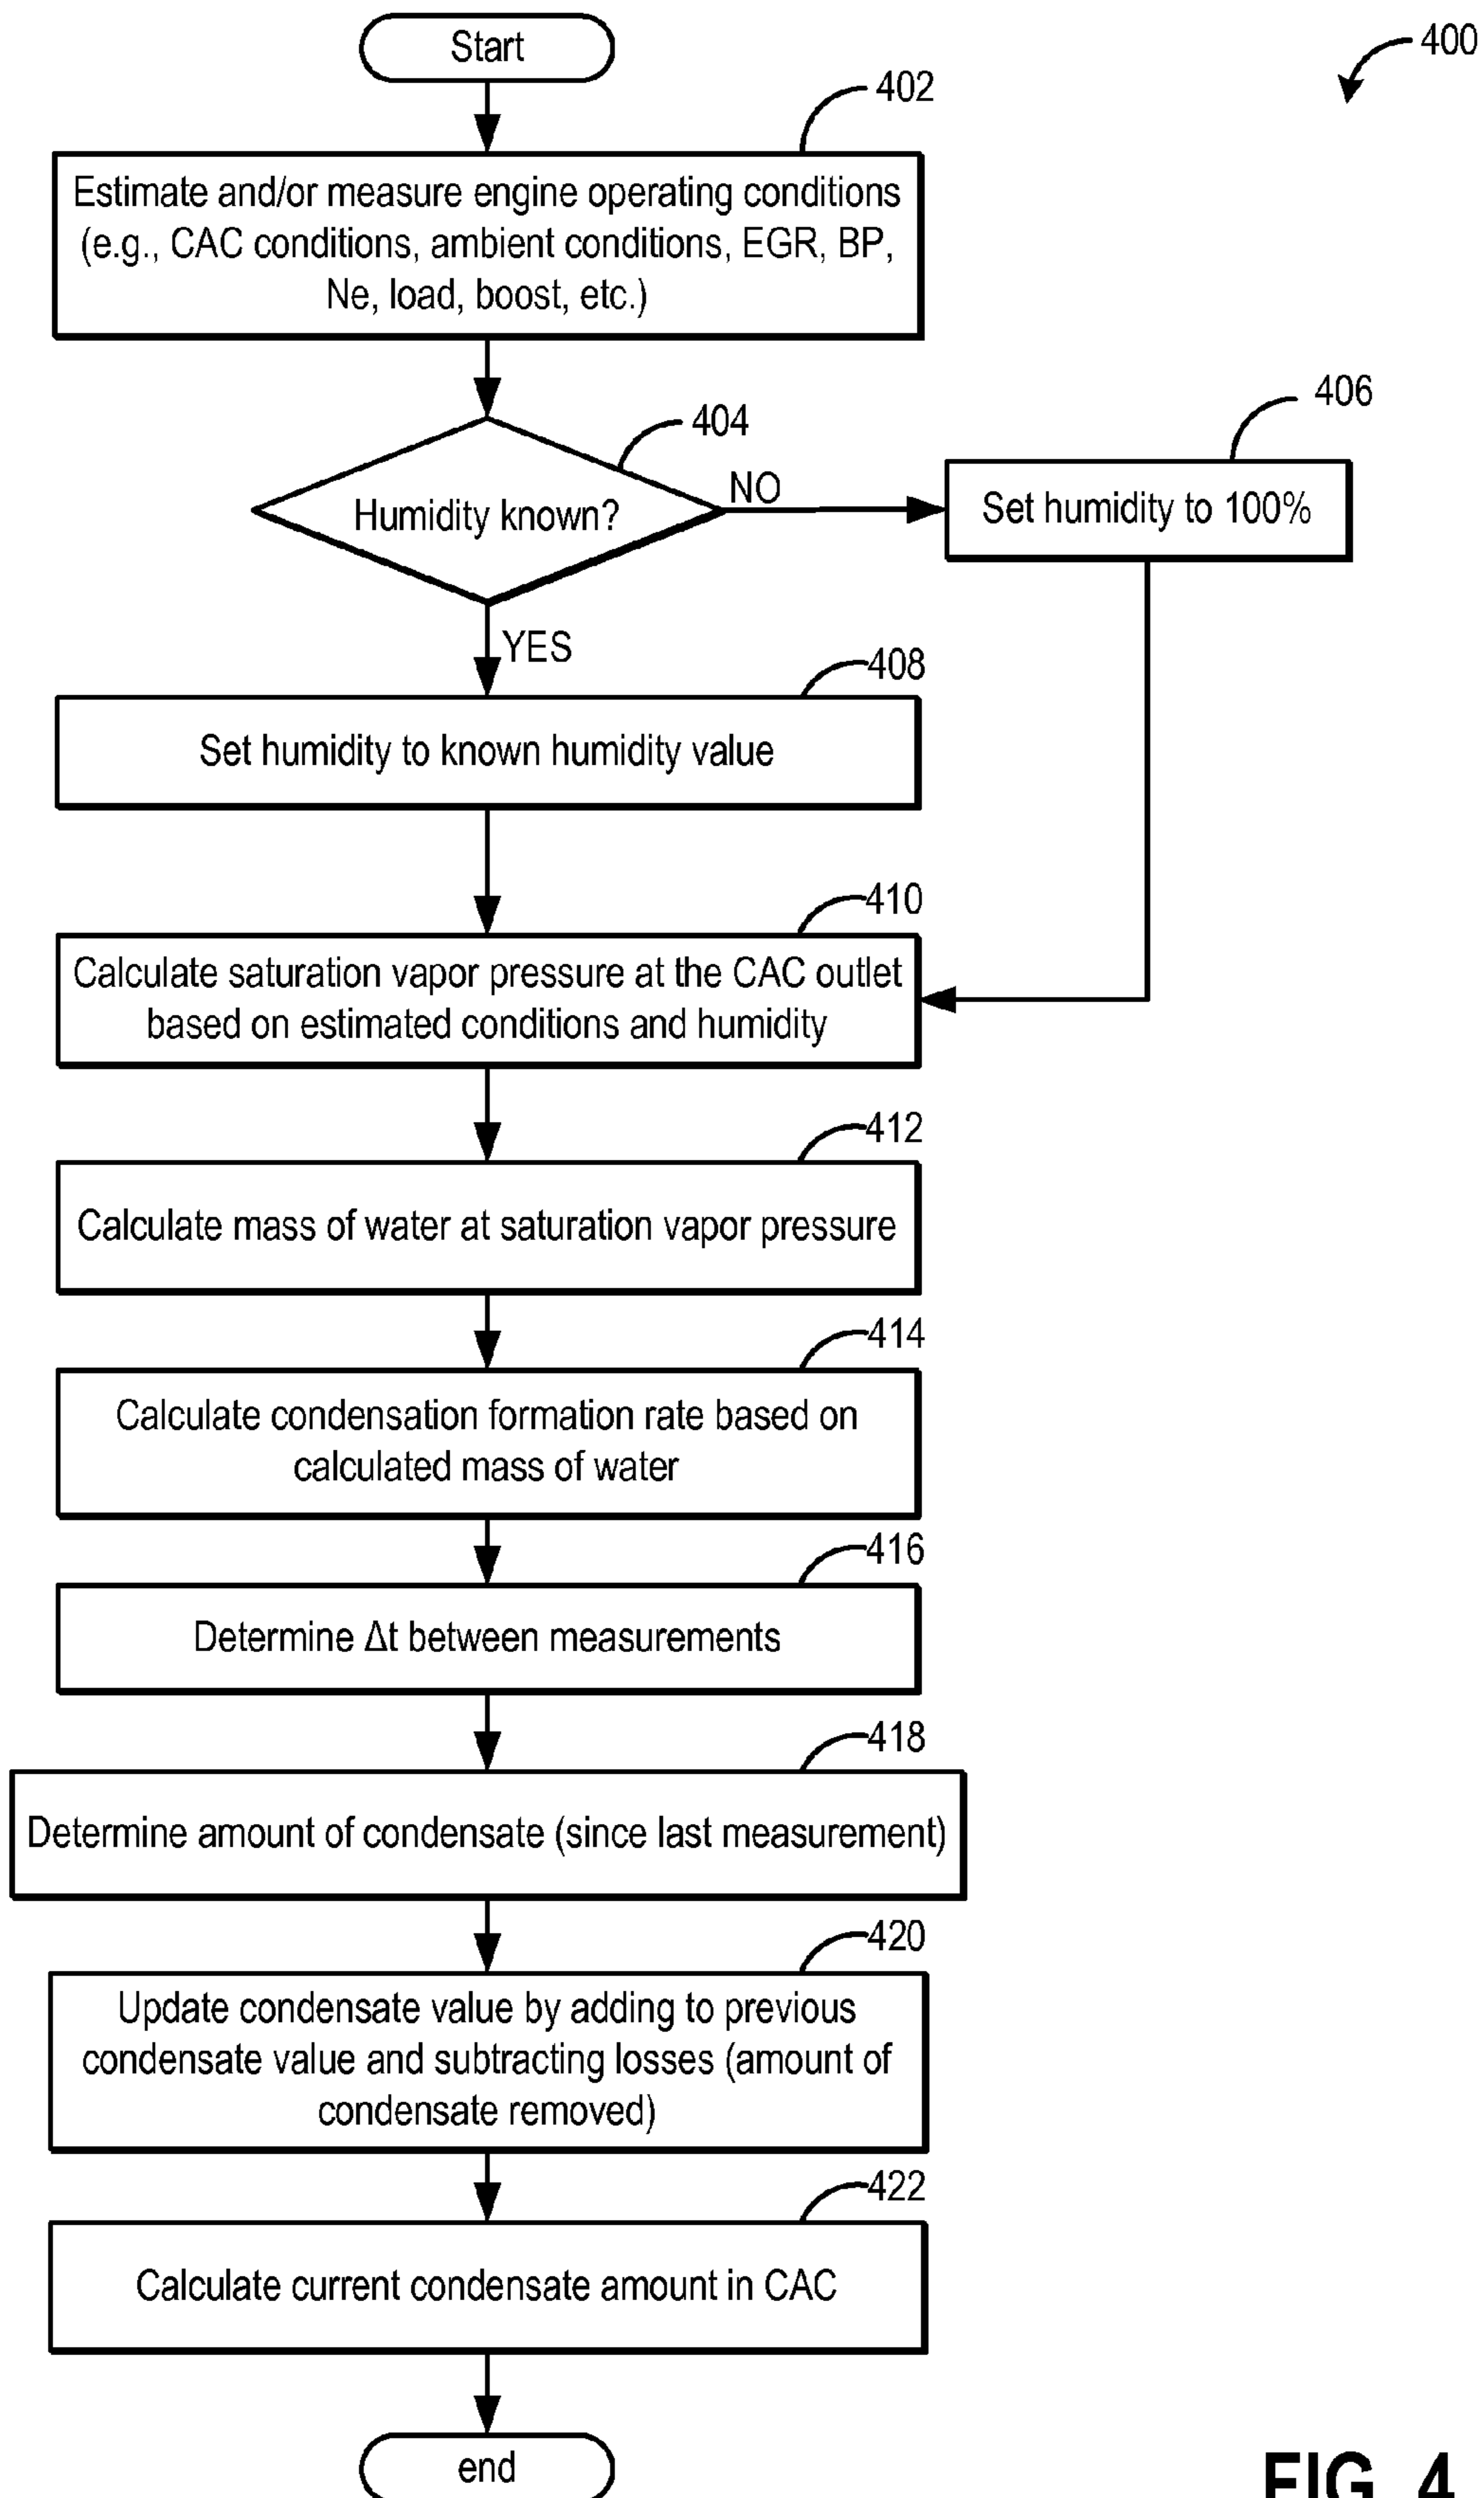 Start
400
402
Estimate and/or measure engine operating conditions
(e.g., CAC conditions, ambient conditions, EGR, BP,
Ne, load, boost, etc.)
404
406
Humidity known?
NO
Set humidity to 100%
YES
408
Set humidity to known humidity value
410
Calculate saturation vapor pressure at the CAC outlet
based on estimated conditions and humidity
412
Calculate mass of water at saturation vapor pressure
414
Calculate condensation formation rate based on
calculated mass of water
416
Determine Δt between measurements
418
Determine amount of condensate (since last measurement)
420
Update condensate value by adding to previous
condensate value and subtracting losses (amount of
condensate removed)
422
Calculate current condensate amount in CAC
end
FIG. 4